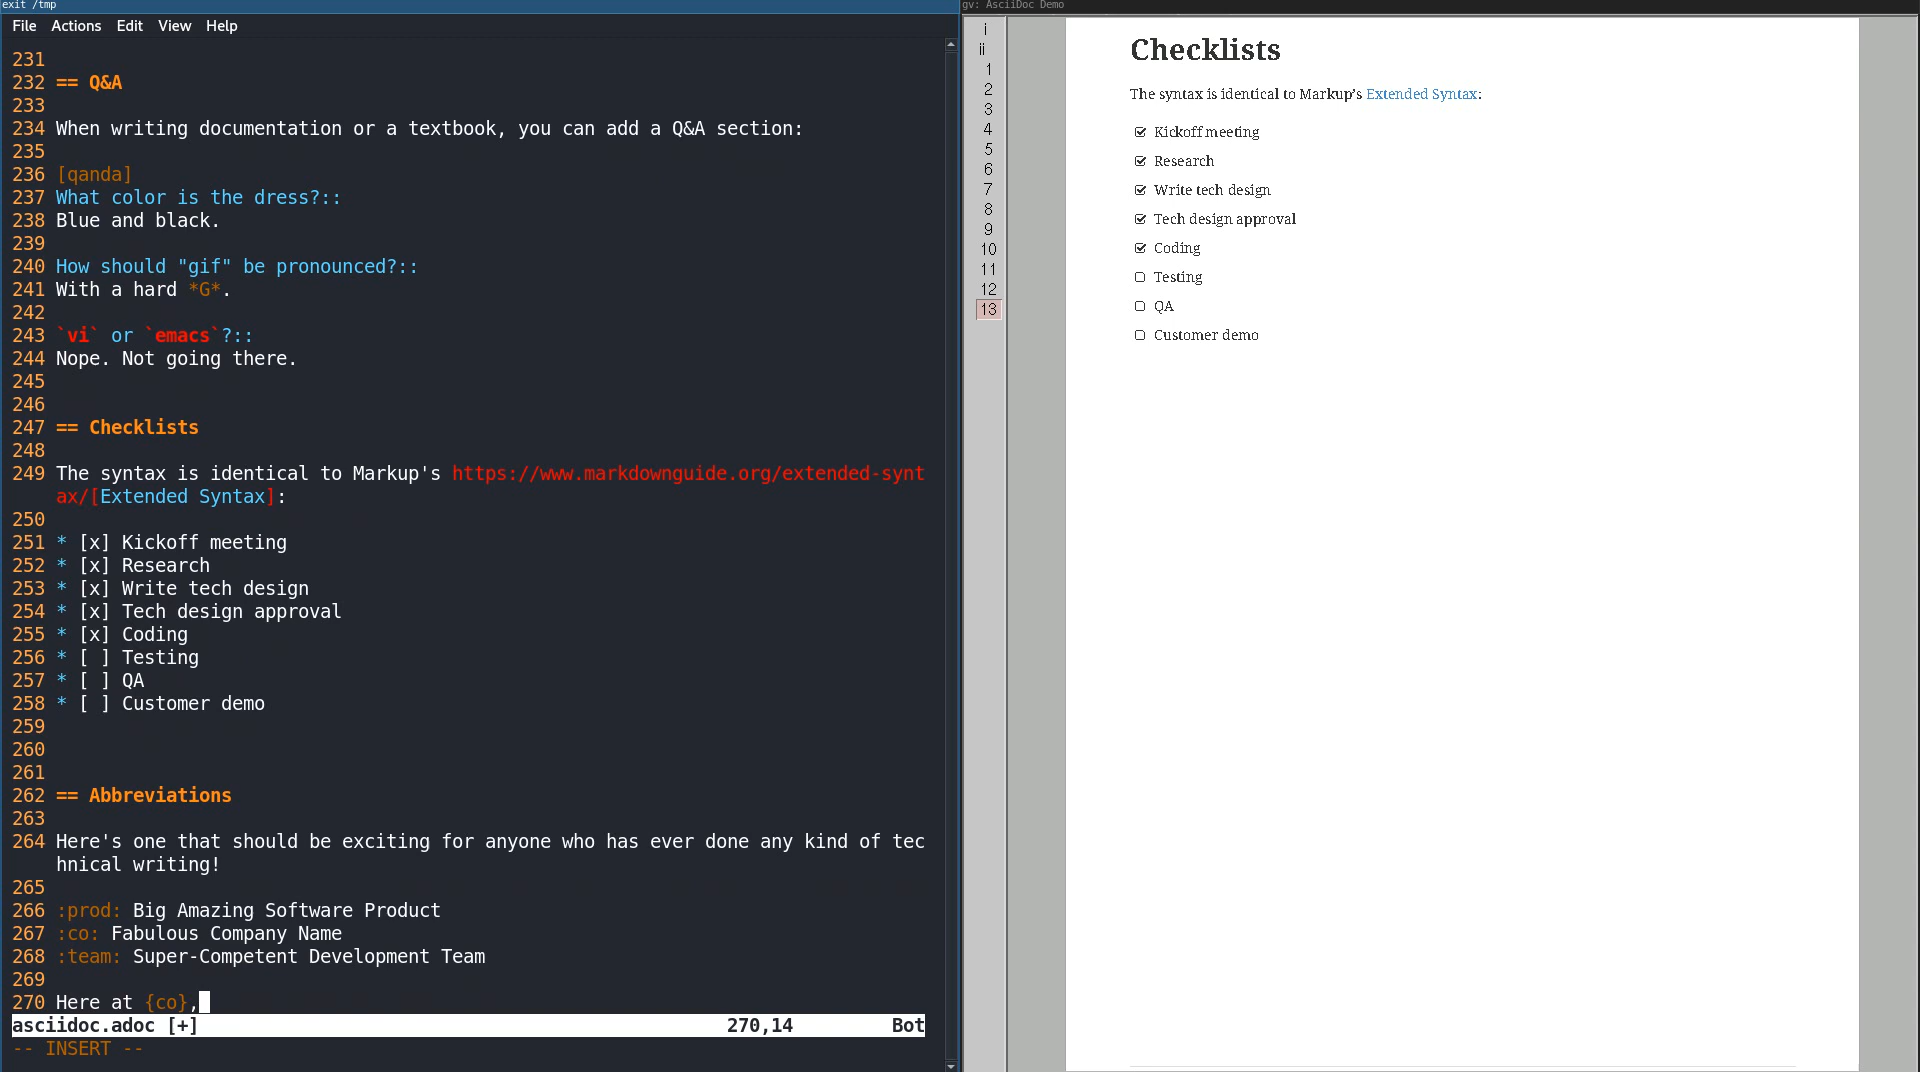 exit /tmp
File Actions Edit View Help
231
232 == Q&A
233
234 When writing documentation or a textbook, you can add a Q&A section:
235
236 [qanda]
237 What color is the dress?::
238 Blue and black.
239
240 How should "gif" be pronounced?::
241 With a hard *G*.
242
243 `vi` or `emacs`?::
244 Nope. Not going there.
245
246
247 == Checklists
248
249 The syntax is identical to Markup's https://www.markdownguide.org/extended-synt
ax/[Extended Syntax]:
250
251 * [x] Kickoff meeting
252 * [x] Research
253 * [x] Write tech design
254 * [x] Tech design approval
255 * [x] Coding
256 * [ ] Testing
257 * [ ] QA
258 * [ ] Customer demo
259
260
261
262 == Abbreviations
263
264 Here's one that should be exciting for anyone who has ever done any kind of tec
hnical writing!
265
266 :prod: Big Amazing Software Product
267 :co: Fabulous Company Name
268 :team: Super-Competent Development Team
269
270 Here at {co},
asciidoc.adoc [+] 270,14 Bot
-- INSERT --
gv: AsciiDoc Demo
i
ii
1
2
3
4
5
6
7
8
9
10
11
12
13
Checklists
The syntax is identical to Markup’s Extended Syntax:
Kickoff meeting
Research
Write tech design
Tech design approval
Coding
Testing
QA
Customer demo